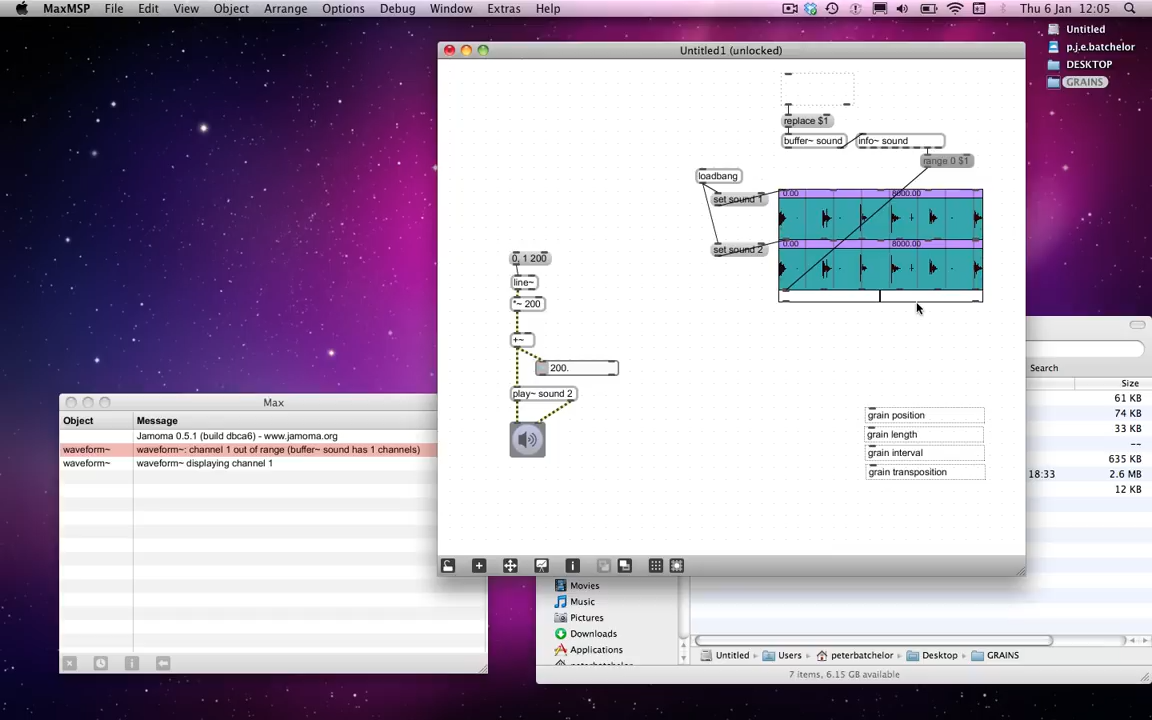 MaxMSP File Edit View Object Arrange Options Debug Window Extras Help Thu 6 Jan 12:05
Untitled
p.j.e.batchelor
DESKTOP
GRAINS
Untitled1 (unlocked)
replace $1
buffer~ sound
info~ sound
range 0 $1
loadbang
set sound 1
0.00 8000.00
set sound 2
0.00 8000.00
0, 1 200
line~
*~ 200
+~
200.
play~ sound 2
grain position
grain length
grain interval
grain transposition
Max
Object Message
Jamoma 0.5.1 (build dbca6) - www.jamoma.org
waveform~ waveform~: channel 1 out of range (buffer~ sound has 1 channels)
waveform~ waveform~ displaying channel 1
Search
Size
61 KB
74 KB
33 KB
--
635 KB
18:33 2.6 MB
12 KB
Movies
Music
Pictures
Downloads
Applications
Untitled Users peterbatchelor Desktop GRAINS
7 items, 6.15 GB available